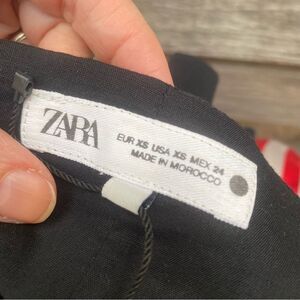 ZARA
EUR XS USA XS MEX 24
MADE IN MOROCCO